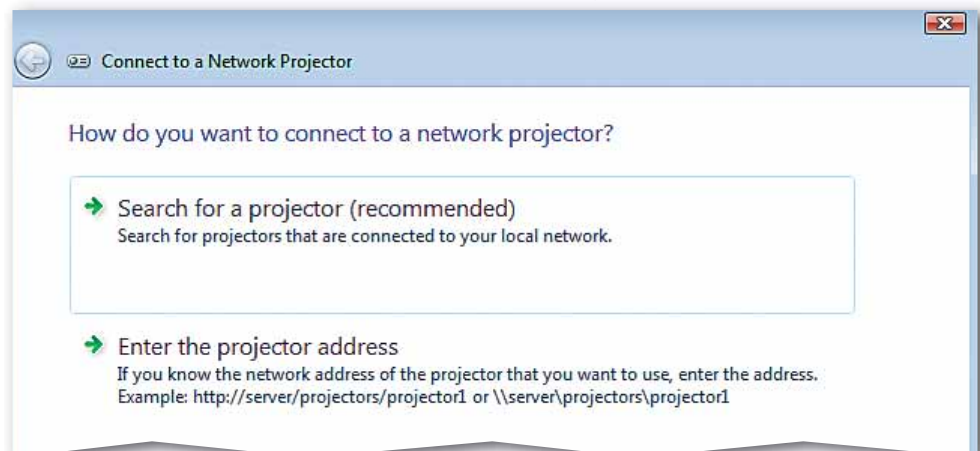 Connect to a Network Projector
How do you want to connect to a network projector?
Search for a projector (recommended)
Search for projectors that are connected to your local network.
Enter the projector address
If you know the network address of the projector that you want to use, enter the address.
Example: http://server/projectors/projector1 or \\server\projectors\projector1